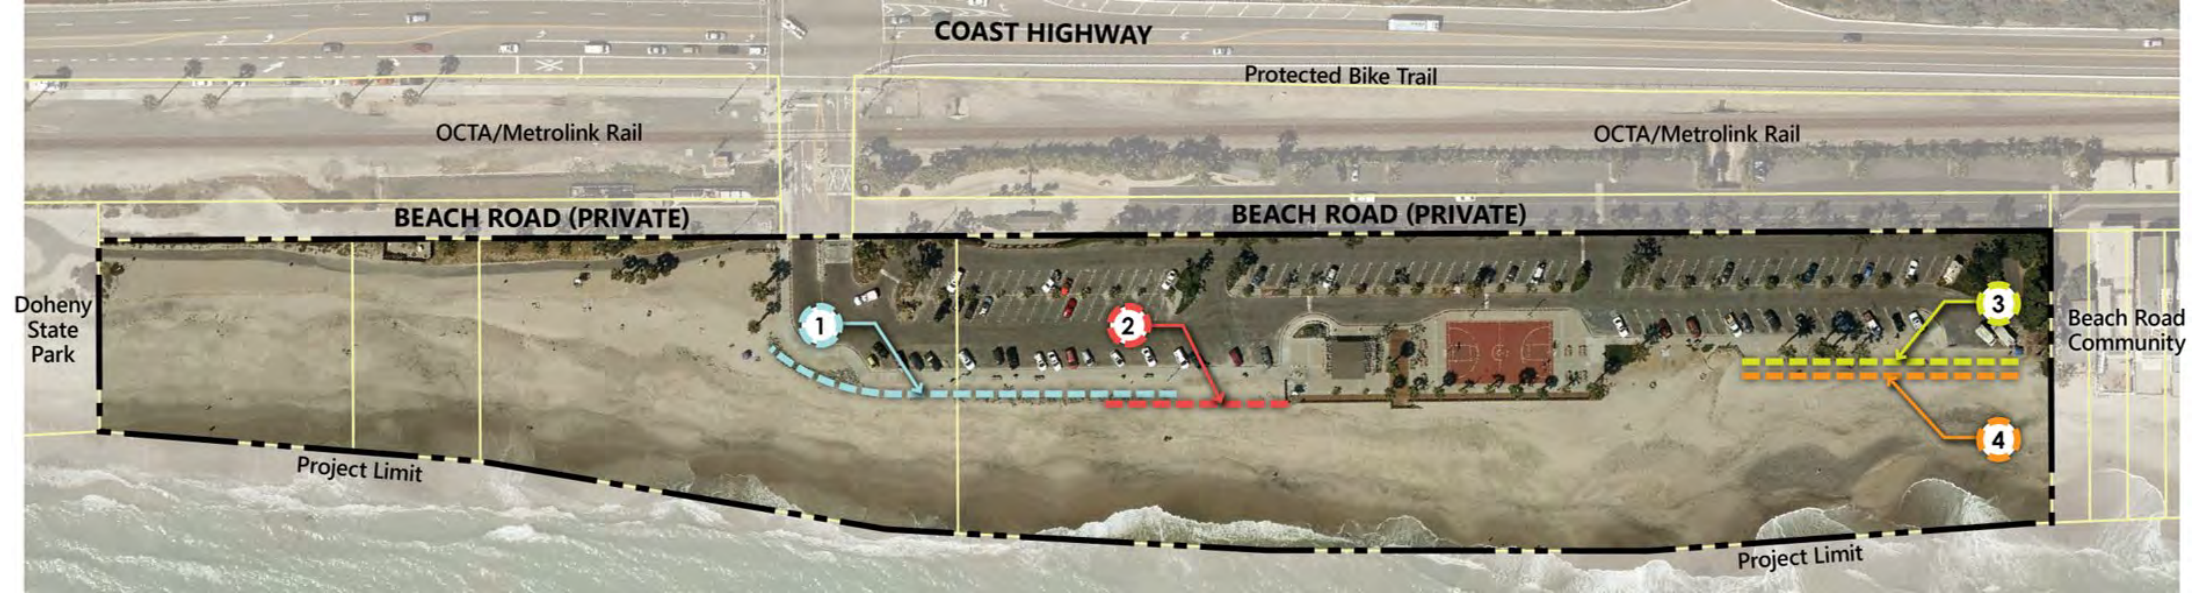 COAST HIGHWAY
Protected Bike Trail
OCTA/Metrolink Rail
OCTA/Metrolink Rail
BEACH ROAD (PRIVATE)
BEACH ROAD (PRIVATE)
Doheny
State
Park
1
2
3
Beach Road
Community
4
Project Limit
Project Limit